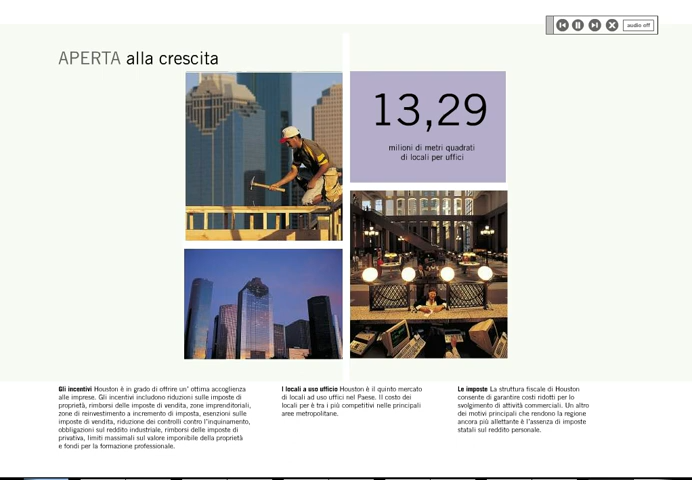 audio off
APERTA alla crescita
13,29
milioni di metri quadrati
di locali per uffici
Gli incentivi Houston è in grado di offrire un' ottima accoglienza
alle imprese. Gli incentivi includono riduzioni sulle imposte di
proprietà, rimborsi delle imposte di vendita, zone imprenditoriali,
zone di reinvestimento a incremento di imposta, esenzioni sulle
imposte di vendita, riduzione dei controlli contro l'inquinamento,
obbligazioni sul reddito industriale, rimborsi delle imposte di
privativa, limiti massimali sul valore imponibile della proprietà
e fondi per la formazione professionale.
I locali a uso ufficio Houston è il quinto mercato
di locali ad uso uffici nel Paese. Il costo dei
locali per è tra i più competitivi nelle principali
aree metropolitane.
Le imposte La struttura fiscale di Houston
consente di garantire costi ridotti per lo
svolgimento di attività commerciali. Un altro
dei motivi principali che rendono la regione
ancora più allettante è l'assenza di imposte
statali sul reddito personale.